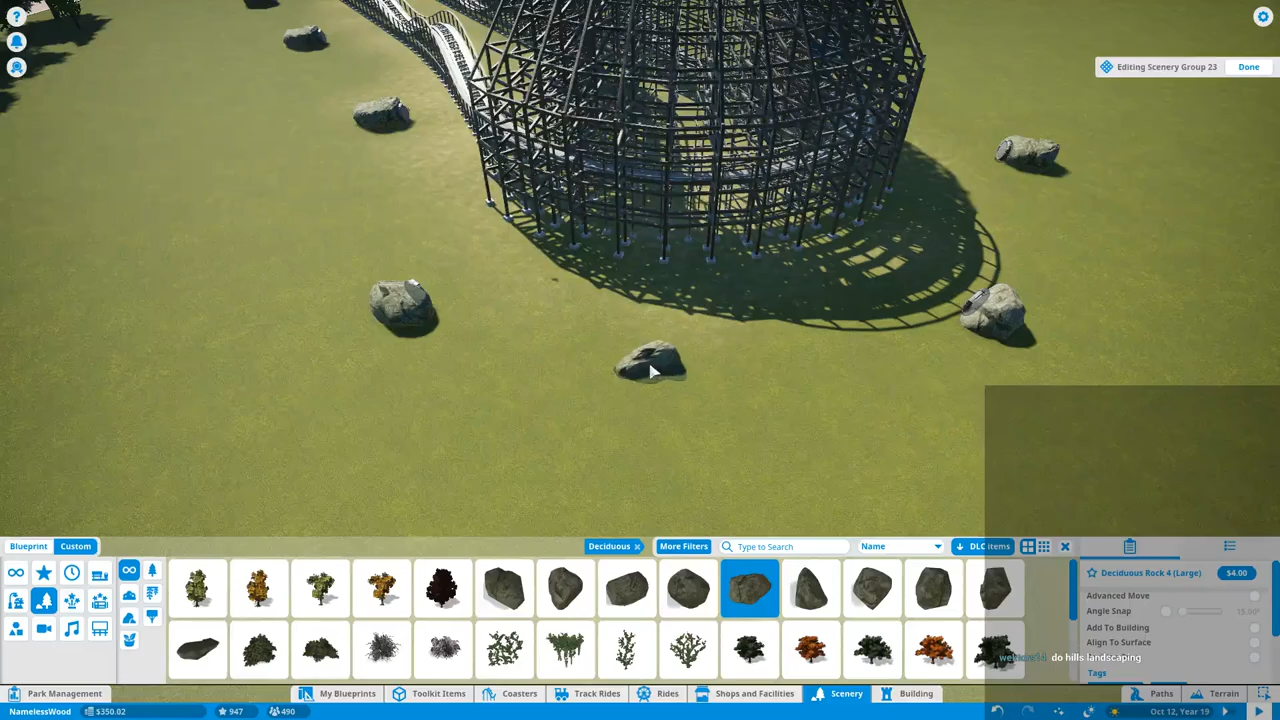 ?
Editing Scenery Group 23 Done
Blueprint Custom Deciduous × More Filters Type to Search Name DLC Items
Deciduous Rock 4 (Large) $4.00
Advanced Move
Angle Snap 15.00°
Add To Building
Align To Surface
do hills landscaping
Tags
Park Management My Blueprints Toolkit Items Coasters Track Rides Rides Shops and Facilities Scenery Building Paths Terrain
NamelessWood $350.02 947 490 Oct 12, Year 19